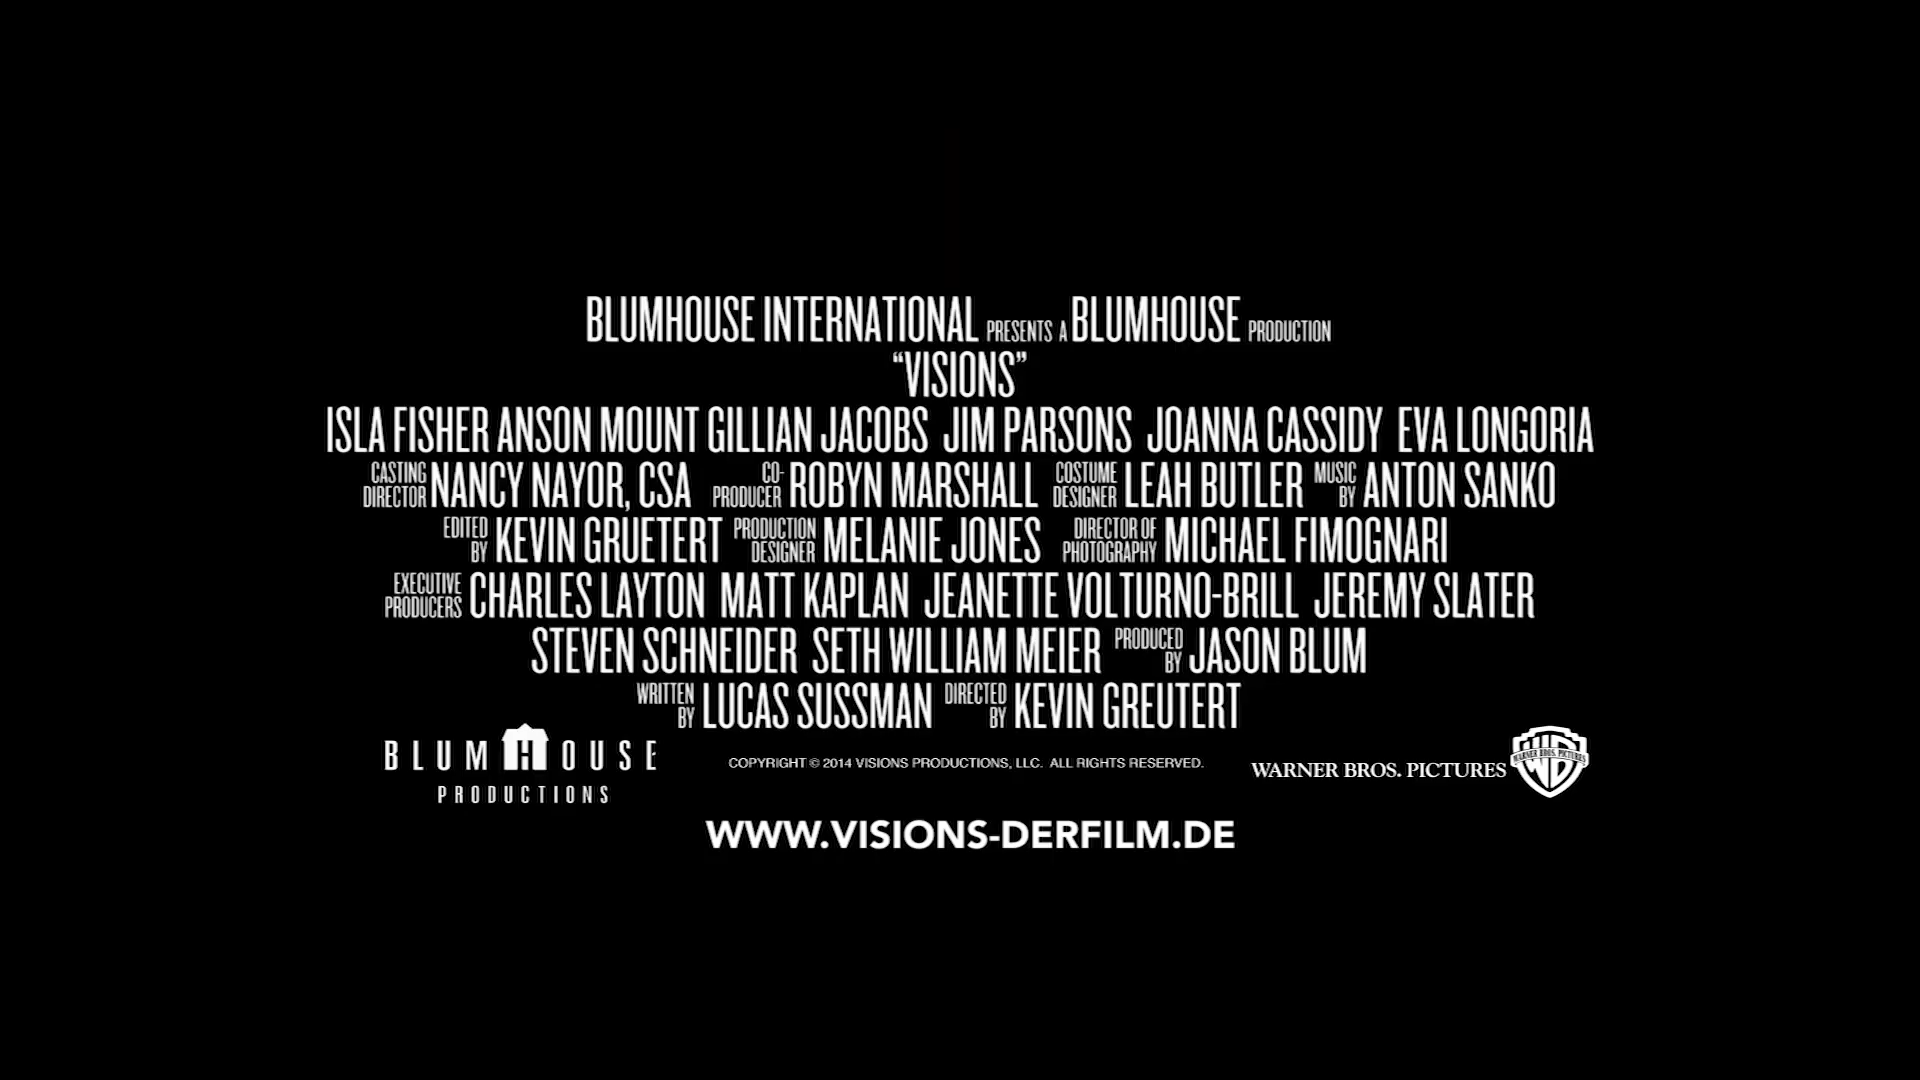 BLUMHOUSE INTERNATIONAL PRESENTS A BLUMHOUSE PRODUCTION
“VISIONS”
ISLA FISHER ANSON MOUNT GILLIAN JACOBS JIM PARSONS JOANNA CASSIDY EVA LONGORIA
CASTING DIRECTOR NANCY NAYOR, CSA CO-PRODUCER ROBYN MARSHALL COSTUME DESIGNER LEAH BUTLER MUSIC BY ANTON SANKO
EDITED BY KEVIN GRUETERT PRODUCTION DESIGNER MELANIE JONES DIRECTOR OF PHOTOGRAPHY MICHAEL FIMOGNARI
EXECUTIVE PRODUCERS CHARLES LAYTON MATT KAPLAN JEANETTE VOLTURNO-BRILL JEREMY SLATER
STEVEN SCHNEIDER SETH WILLIAM MEIER PRODUCED BY JASON BLUM
WRITTEN BY LUCAS SUSSMAN DIRECTED BY KEVIN GREUTERT
BLUMHOUSE
PRODUCTIONS
COPYRIGHT © 2014 VISIONS PRODUCTIONS, LLC. ALL RIGHTS RESERVED.
WARNER BROS. PICTURES
WARNER BROS. PICTURES
WB
WWW.VISIONS-DERFILM.DE